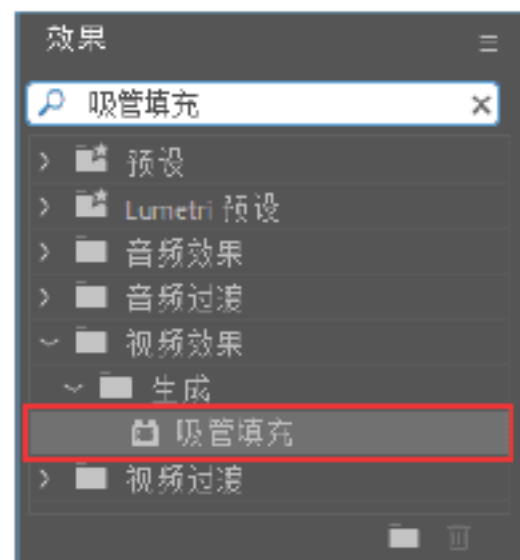 效果
吸管填充
预设
Lumetri 预设
音频效果
音频过渡
视频效果
生成
吸管填充
视频过渡